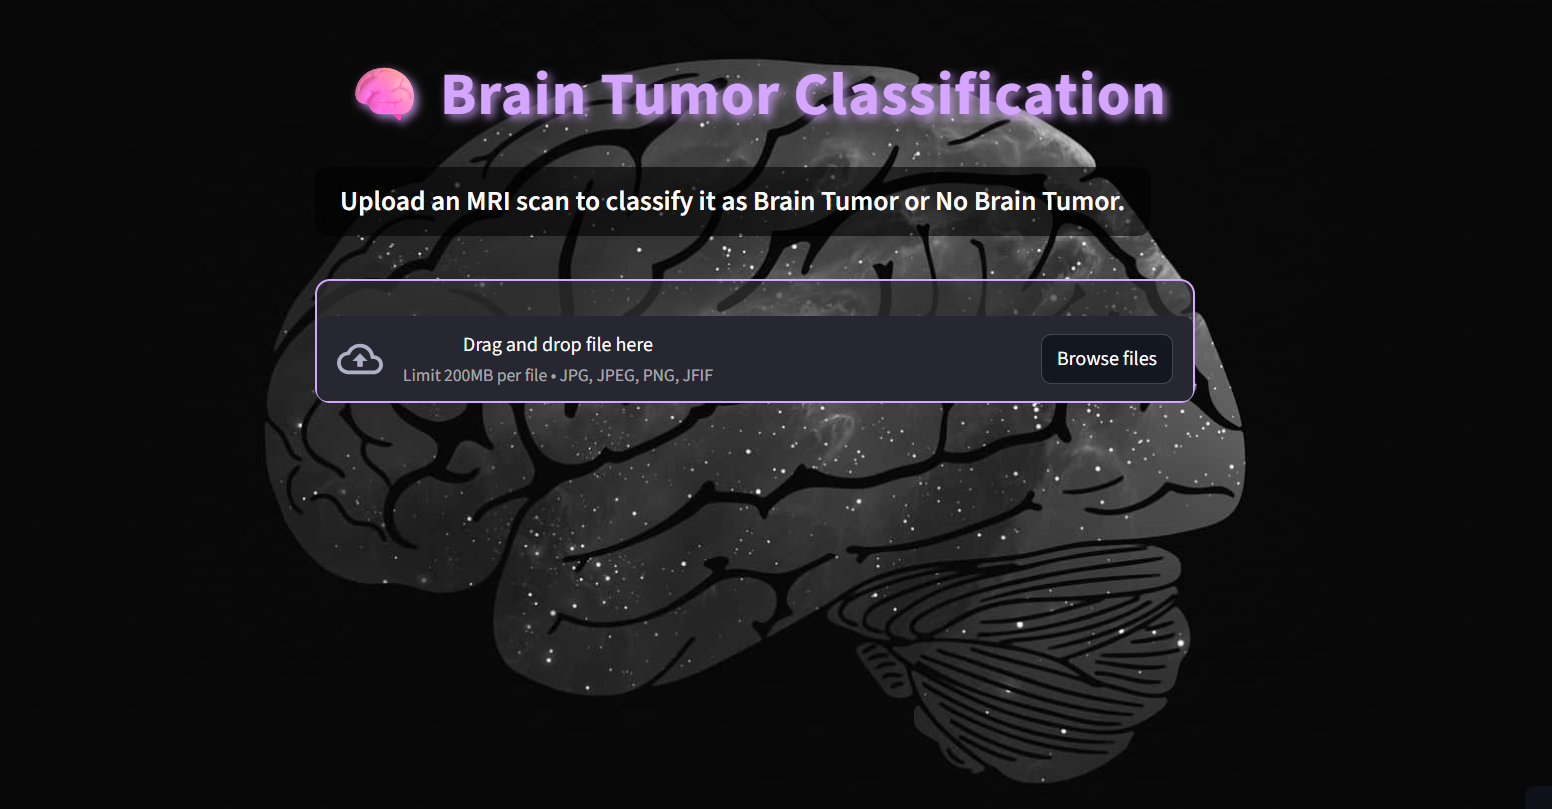 Brain Tumor Classification
Upload an MRI scan to classify it as Brain Tumor or No Brain Tumor.
Drag and drop file here
Limit 200MB per file • JPG, JPEG, PNG, JFIF
Browse files